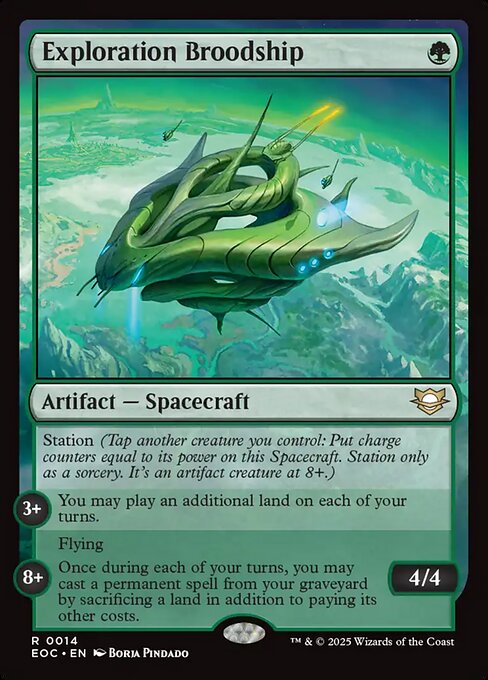 Exploration Broodship
Artifact — Spacecraft
Station (Tap another creature you control: Put charge
counters equal to its power on this Spacecraft. Station only
as a sorcery. It's an artifact creature at 8+.)
3+
You may play an additional land on each of your
turns.
Flying
8+
Once during each of your turns, you may
cast a permanent spell from your graveyard
by sacrificing a land in addition to paying its
other costs.
4/4
R 0014
EOC • EN Borja Pindado
™ & © 2025 Wizards of the Coast